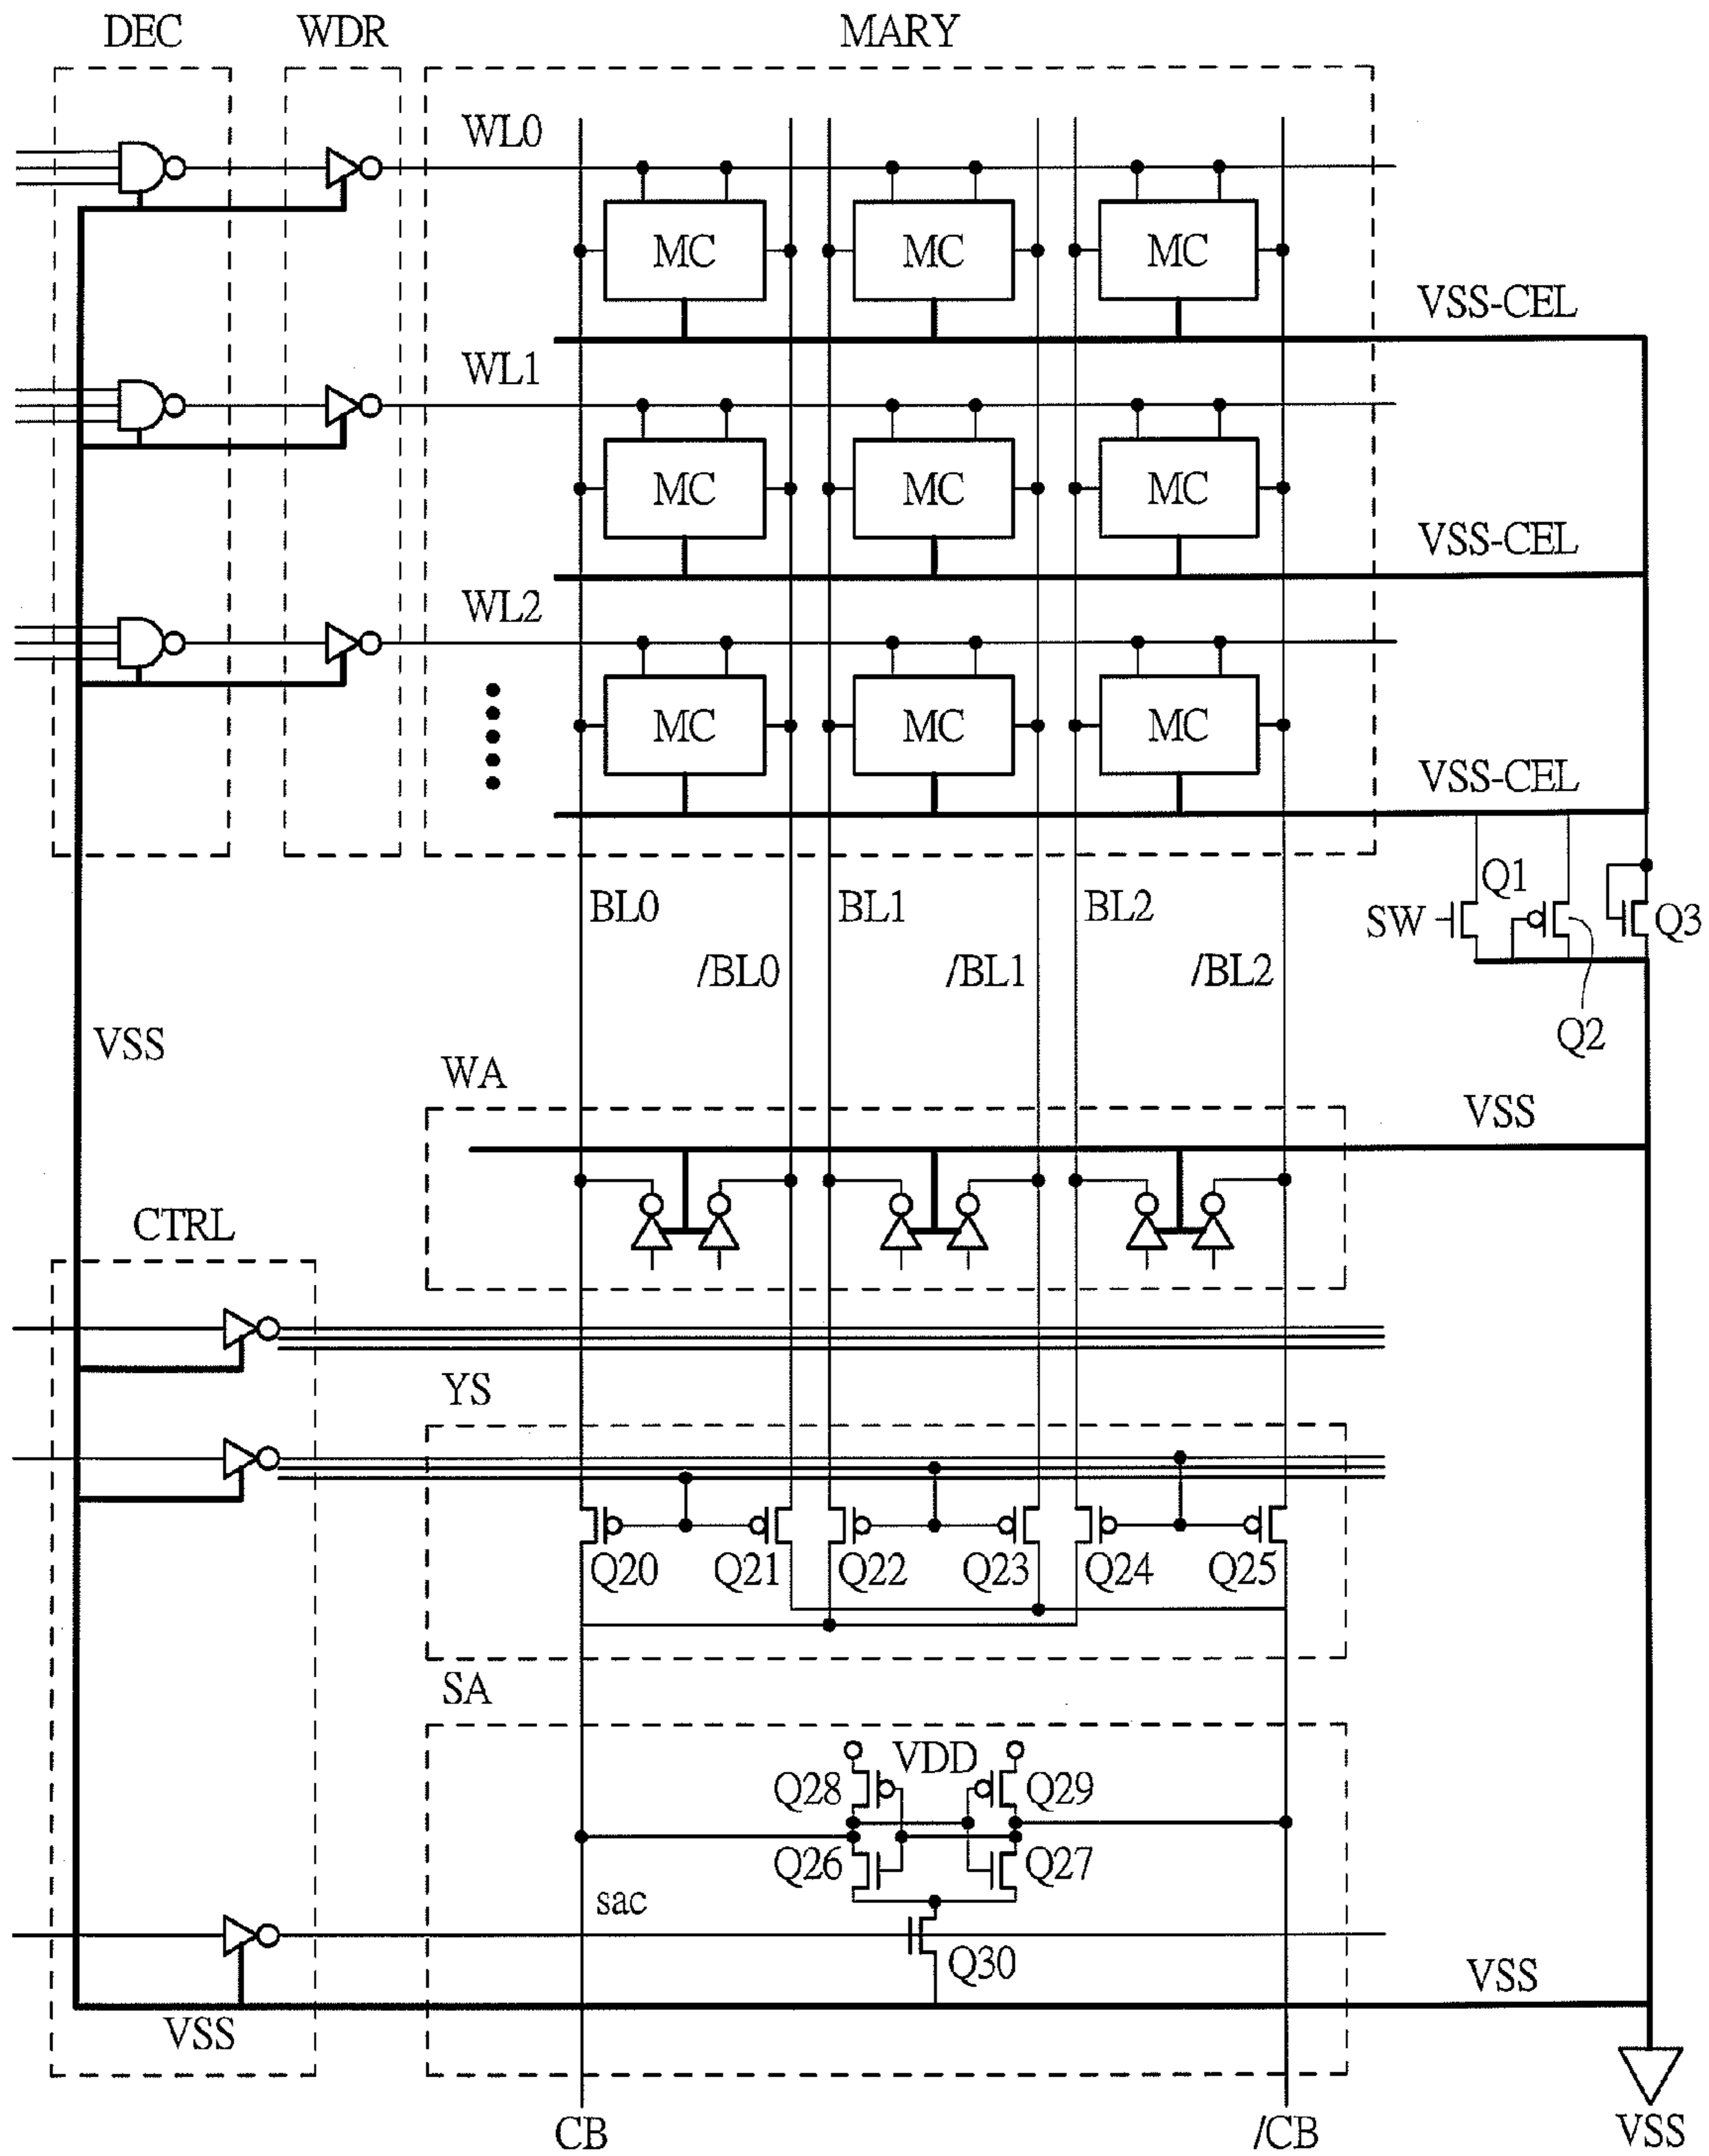 DEC WDR MARY
WL0
MC MC MC
VSS-CEL
WL1
MC MC MC
VSS-CEL
WL2
MC MC MC
VSS-CEL
Q1
BL0 BL1 BL2
SW Q3
/BL0 /BL1 /BL2
Q2
VSS
WA
VSS
CTRL
YS
Q20 Q21 Q22 Q23 Q24 Q25
SA
VDD
Q28 Q29
Q26 Q27
sac
Q30
VSS
VSS
CB /CB VSS